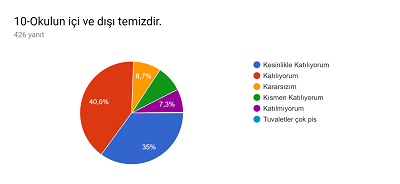 10-Okulun içi ve dışı temizdir.
426 yanıt
Kesinlikle Katılıyorum
Katılıyorum
Kararsızım
Kısmen Katılıyorum
Katılmıyorum
Tuvaletler çok pis
8,7%
7,3%
40,6%
35%